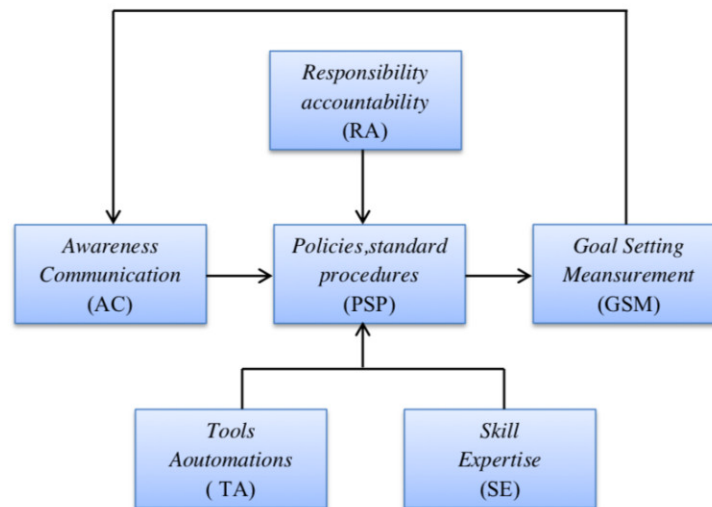 Responsibility
accountability
(RA)
Awareness
Communication
(AC)
Policies,standard
procedures
(PSP)
Goal Setting
Meansurement
(GSM)
Tools
Aoutomations
( TA)
Skill
Expertise
(SE)